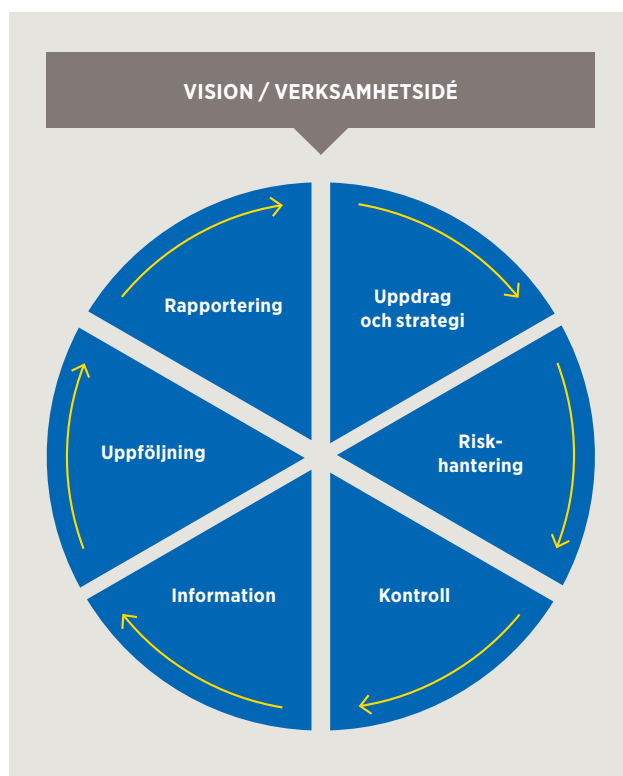 VISION / VERKSAMHETSIDÉ
Uppdrag
och strategi
Risk-
hantering
Kontroll
Information
Uppföljning
Rapportering